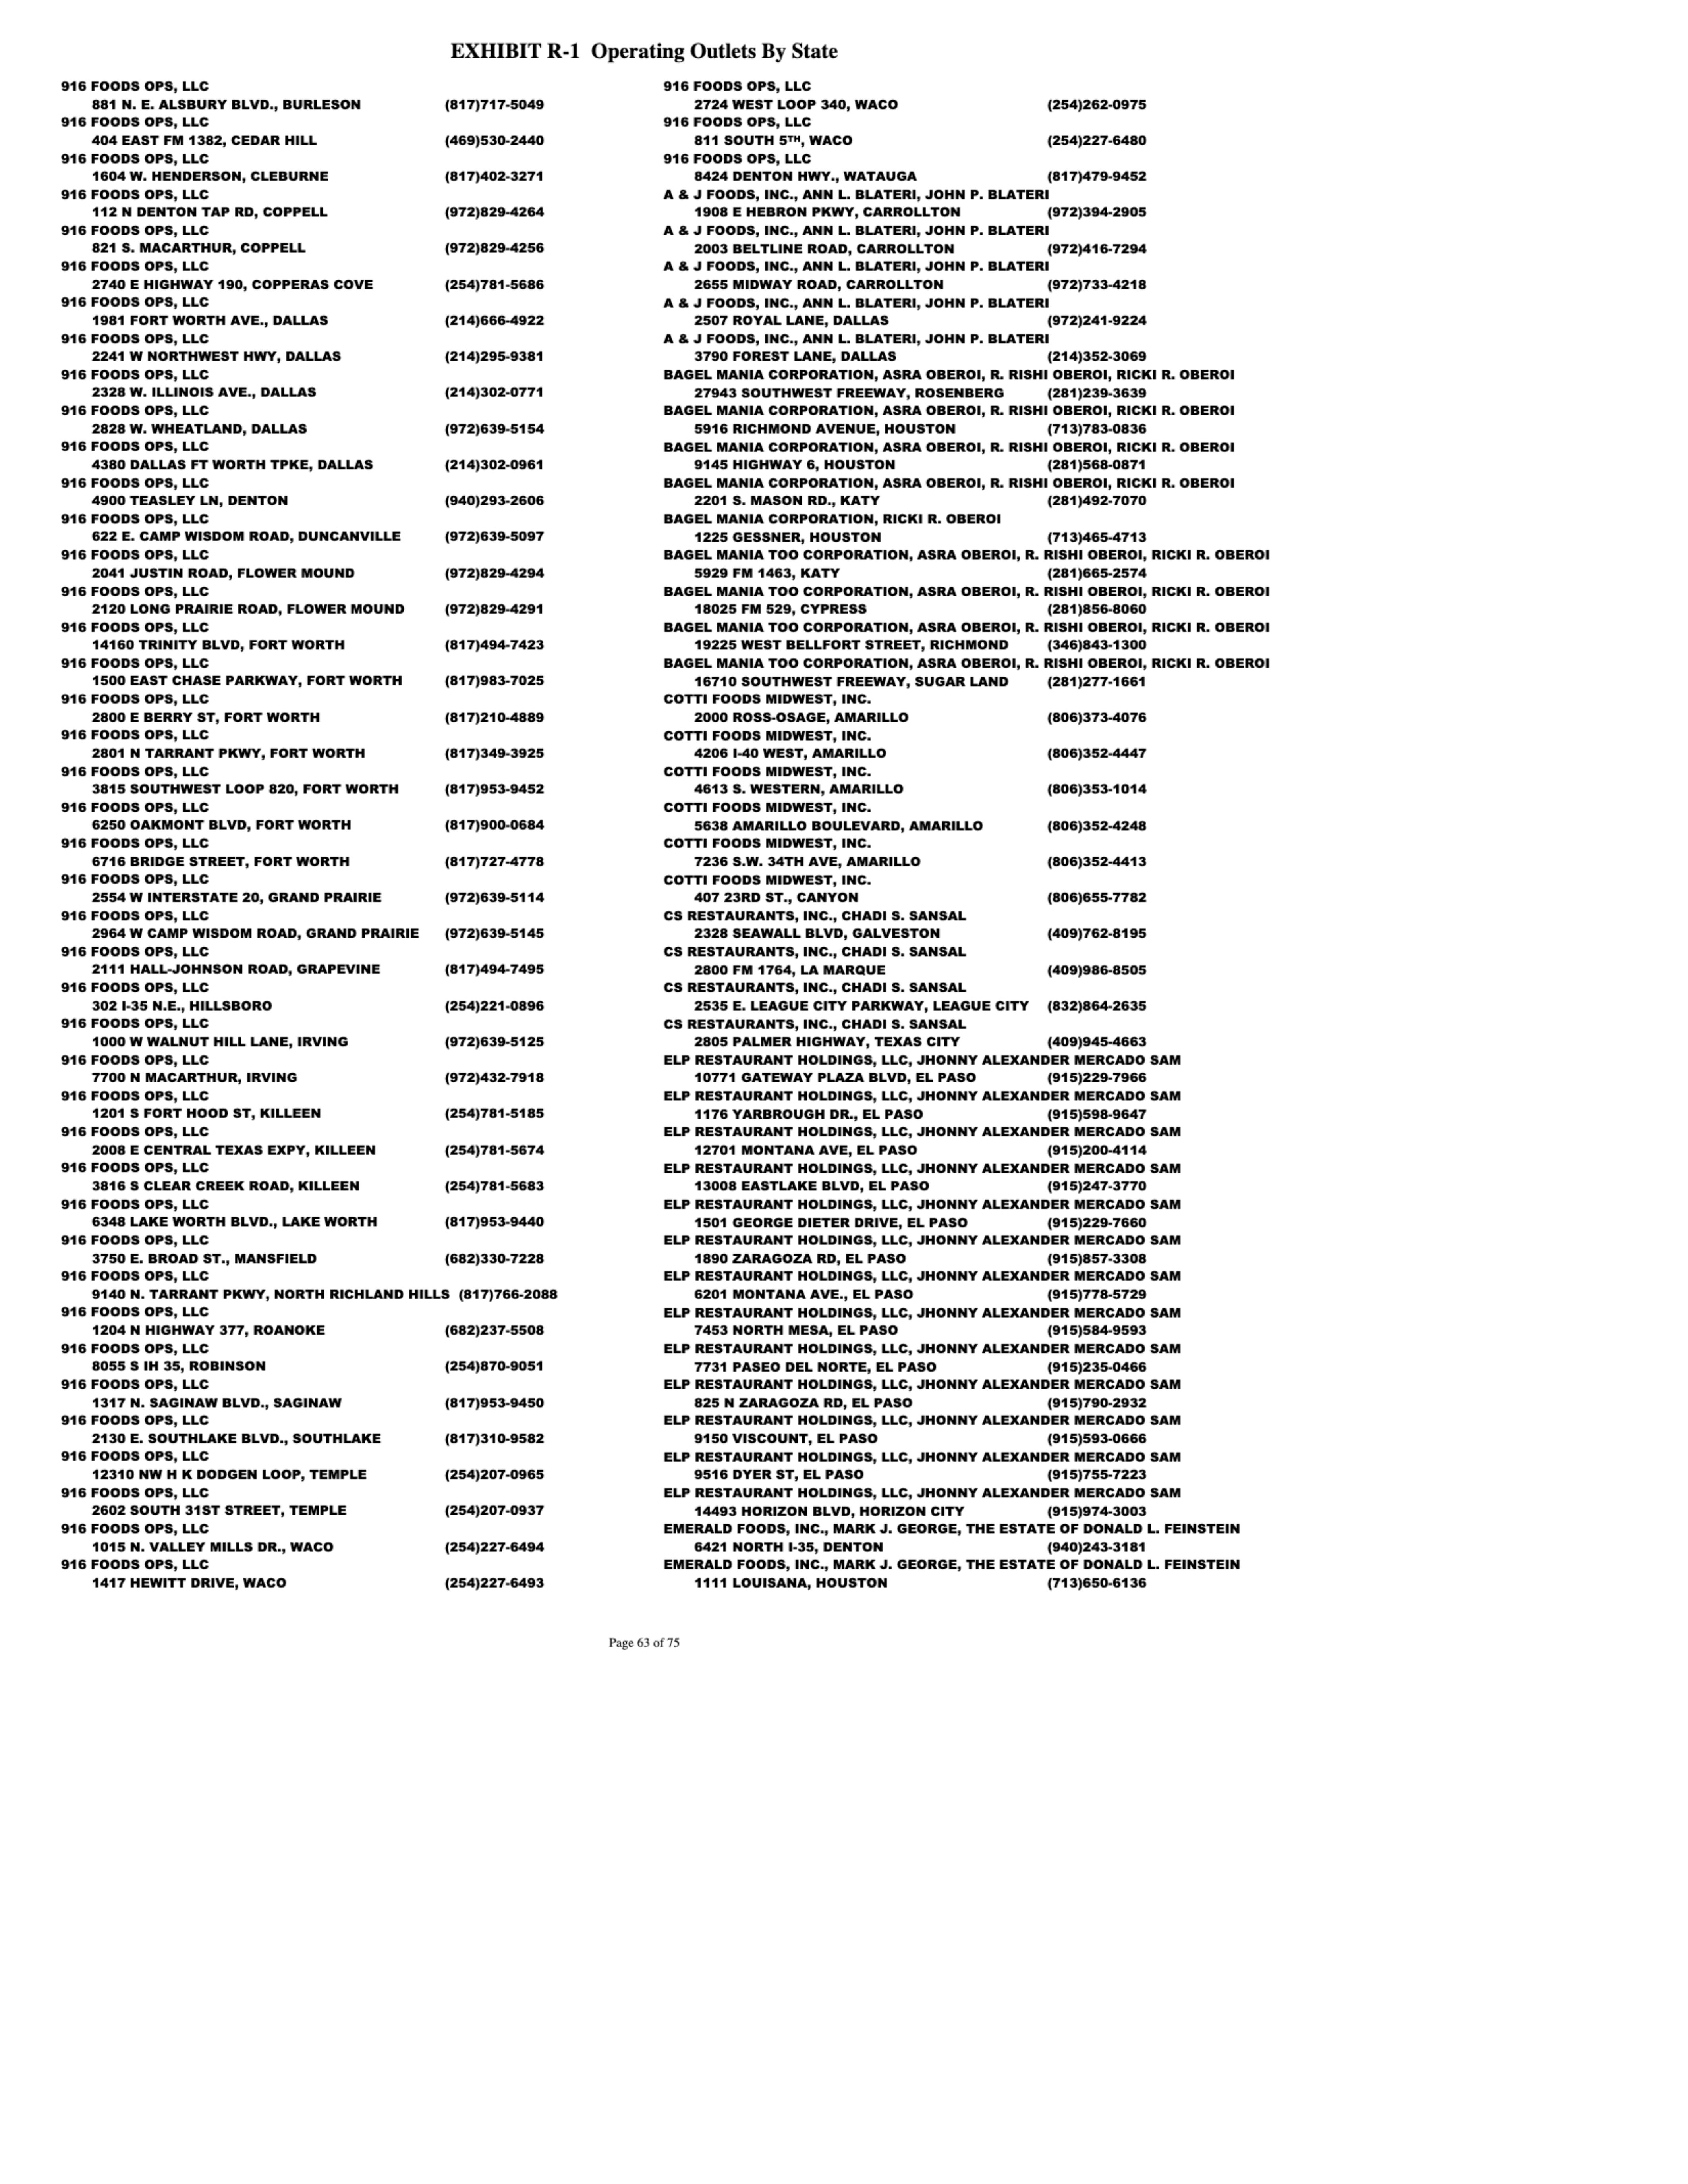 EXHIBIT R-1 Operating Outlets By State
916 FOODS OPS, LLC
881 N. E. ALSBURY BLVD., BURLESON (817)717-5049
916 FOODS OPS, LLC
404 EAST FM 1382, CEDAR HILL (469)530-2440
916 FOODS OPS, LLC
1604 W. HENDERSON, CLEBURNE (817)402-3271
916 FOODS OPS, LLC
112 N DENTON TAP RD, COPPELL (972)829-4264
916 FOODS OPS, LLC
821 S. MACARTHUR, COPPELL (972)829-4256
916 FOODS OPS, LLC
2740 E HIGHWAY 190, COPPERAS COVE (254)781-5686
916 FOODS OPS, LLC
1981 FORT WORTH AVE., DALLAS (214)666-4922
916 FOODS OPS, LLC
2241 W NORTHWEST HWY, DALLAS (214)295-9381
916 FOODS OPS, LLC
2328 W. ILLINOIS AVE., DALLAS (214)302-0771
916 FOODS OPS, LLC
2828 W. WHEATLAND, DALLAS (972)639-5154
916 FOODS OPS, LLC
4380 DALLAS FT WORTH TPKE, DALLAS (214)302-0961
916 FOODS OPS, LLC
4900 TEASLEY LN, DENTON (940)293-2606
916 FOODS OPS, LLC
622 E. CAMP WISDOM ROAD, DUNCANVILLE (972)639-5097
916 FOODS OPS, LLC
2041 JUSTIN ROAD, FLOWER MOUND (972)829-4294
916 FOODS OPS, LLC
2120 LONG PRAIRIE ROAD, FLOWER MOUND (972)829-4291
916 FOODS OPS, LLC
14160 TRINITY BLVD, FORT WORTH (817)494-7423
916 FOODS OPS, LLC
1500 EAST CHASE PARKWAY, FORT WORTH (817)983-7025
916 FOODS OPS, LLC
2800 E BERRY ST, FORT WORTH (817)210-4889
916 FOODS OPS, LLC
2801 N TARRANT PKWY, FORT WORTH (817)349-3925
916 FOODS OPS, LLC
3815 SOUTHWEST LOOP 820, FORT WORTH (817)953-9452
916 FOODS OPS, LLC
6250 OAKMONT BLVD, FORT WORTH (817)900-0684
916 FOODS OPS, LLC
6716 BRIDGE STREET, FORT WORTH (817)727-4778
916 FOODS OPS, LLC
2554 W INTERSTATE 20, GRAND PRAIRIE (972)639-5114
916 FOODS OPS, LLC
2964 W CAMP WISDOM ROAD, GRAND PRAIRIE (972)639-5145
916 FOODS OPS, LLC
2111 HALL-JOHNSON ROAD, GRAPEVINE (817)494-7495
916 FOODS OPS, LLC
302 I-35 N.E., HILLSBORO (254)221-0896
916 FOODS OPS, LLC
1000 W WALNUT HILL LANE, IRVING (972)639-5125
916 FOODS OPS, LLC
7700 N MACARTHUR, IRVING (972)432-7918
916 FOODS OPS, LLC
1201 S FORT HOOD ST, KILLEEN (254)781-5185
916 FOODS OPS, LLC
2008 E CENTRAL TEXAS EXPY, KILLEEN (254)781-5674
916 FOODS OPS, LLC
3816 S CLEAR CREEK ROAD, KILLEEN (254)781-5683
916 FOODS OPS, LLC
6348 LAKE WORTH BLVD., LAKE WORTH (817)953-9440
916 FOODS OPS, LLC
3750 E. BROAD ST., MANSFIELD (682)330-7228
916 FOODS OPS, LLC
9140 N. TARRANT PKWY, NORTH RICHLAND HILLS (817)766-2088
916 FOODS OPS, LLC
1204 N HIGHWAY 377, ROANOKE (682)237-5508
916 FOODS OPS, LLC
8055 S IH 35, ROBINSON (254)870-9051
916 FOODS OPS, LLC
1317 N. SAGINAW BLVD., SAGINAW (817)953-9450
916 FOODS OPS, LLC
2130 E. SOUTHLAKE BLVD., SOUTHLAKE (817)310-9582
916 FOODS OPS, LLC
12310 NW H K DODGEN LOOP, TEMPLE (254)207-0965
916 FOODS OPS, LLC
2602 SOUTH 31ST STREET, TEMPLE (254)207-0937
916 FOODS OPS, LLC
1015 N. VALLEY MILLS DR., WACO (254)227-6494
916 FOODS OPS, LLC
1417 HEWITT DRIVE, WACO (254)227-6493
916 FOODS OPS, LLC
2724 WEST LOOP 340, WACO (254)262-0975
916 FOODS OPS, LLC
811 SOUTH 5TH, WACO (254)227-6480
916 FOODS OPS, LLC
8424 DENTON HWY., WATAUGA (817)479-9452
A & J FOODS, INC., ANN L. BLATERI, JOHN P. BLATERI
1908 E HEBRON PKWY, CARROLLTON (972)394-2905
A & J FOODS, INC., ANN L. BLATERI, JOHN P. BLATERI
2003 BELTLINE ROAD, CARROLLTON (972)416-7294
A & J FOODS, INC., ANN L. BLATERI, JOHN P. BLATERI
2655 MIDWAY ROAD, CARROLLTON (972)733-4218
A & J FOODS, INC., ANN L. BLATERI, JOHN P. BLATERI
2507 ROYAL LANE, DALLAS (972)241-9224
A & J FOODS, INC., ANN L. BLATERI, JOHN P. BLATERI
3790 FOREST LANE, DALLAS (214)352-3069
BAGEL MANIA CORPORATION, ASRA OBEROI, R. RISHI OBEROI, RICKI R. OBEROI
27943 SOUTHWEST FREEWAY, ROSENBERG (281)239-3639
BAGEL MANIA CORPORATION, ASRA OBEROI, R. RISHI OBEROI, RICKI R. OBEROI
5916 RICHMOND AVENUE, HOUSTON (713)783-0836
BAGEL MANIA CORPORATION, ASRA OBEROI, R. RISHI OBEROI, RICKI R. OBEROI
9145 HIGHWAY 6, HOUSTON (281)568-0871
BAGEL MANIA CORPORATION, ASRA OBEROI, R. RISHI OBEROI, RICKI R. OBEROI
2201 S. MASON RD., KATY (281)492-7070
BAGEL MANIA CORPORATION, RICKI R. OBEROI
1225 GESSNER, HOUSTON (713)465-4713
BAGEL MANIA TOO CORPORATION, ASRA OBEROI, R. RISHI OBEROI, RICKI R. OBEROI
5929 FM 1463, KATY (281)665-2574
BAGEL MANIA TOO CORPORATION, ASRA OBEROI, R. RISHI OBEROI, RICKI R. OBEROI
18025 FM 529, CYPRESS (281)856-8060
BAGEL MANIA TOO CORPORATION, ASRA OBEROI, R. RISHI OBEROI, RICKI R. OBEROI
19225 WEST BELLFORT STREET, RICHMOND (346)843-1300
BAGEL MANIA TOO CORPORATION, ASRA OBEROI, R. RISHI OBEROI, RICKI R. OBEROI
16710 SOUTHWEST FREEWAY, SUGAR LAND (281)277-1661
COTTI FOODS MIDWEST, INC.
2000 ROSS-OSAGE, AMARILLO (806)373-4076
COTTI FOODS MIDWEST, INC.
4206 I-40 WEST, AMARILLO (806)352-4447
COTTI FOODS MIDWEST, INC.
4613 S. WESTERN, AMARILLO (806)353-1014
COTTI FOODS MIDWEST, INC.
5638 AMARILLO BOULEVARD, AMARILLO (806)352-4248
COTTI FOODS MIDWEST, INC.
7236 S.W. 34TH AVE, AMARILLO (806)352-4413
COTTI FOODS MIDWEST, INC.
407 23RD ST., CANYON (806)655-7782
CS RESTAURANTS, INC., CHADI S. SANSAL
2328 SEAWALL BLVD, GALVESTON (409)762-8195
CS RESTAURANTS, INC., CHADI S. SANSAL
2800 FM 1764, LA MARQUE (409)986-8505
CS RESTAURANTS, INC., CHADI S. SANSAL
2535 E. LEAGUE CITY PARKWAY, LEAGUE CITY (832)864-2635
CS RESTAURANTS, INC., CHADI S. SANSAL
2805 PALMER HIGHWAY, TEXAS CITY (409)945-4663
ELP RESTAURANT HOLDINGS, LLC, JHONNY ALEXANDER MERCADO SAM
10771 GATEWAY PLAZA BLVD, EL PASO (915)229-7966
ELP RESTAURANT HOLDINGS, LLC, JHONNY ALEXANDER MERCADO SAM
1176 YARBROUGH DR., EL PASO (915)598-9647
ELP RESTAURANT HOLDINGS, LLC, JHONNY ALEXANDER MERCADO SAM
12701 MONTANA AVE, EL PASO (915)200-4114
ELP RESTAURANT HOLDINGS, LLC, JHONNY ALEXANDER MERCADO SAM
13008 EASTLAKE BLVD, EL PASO (915)247-3770
ELP RESTAURANT HOLDINGS, LLC, JHONNY ALEXANDER MERCADO SAM
1501 GEORGE DIETER DRIVE, EL PASO (915)229-7660
ELP RESTAURANT HOLDINGS, LLC, JHONNY ALEXANDER MERCADO SAM
1890 ZARAGOZA RD, EL PASO (915)857-3308
ELP RESTAURANT HOLDINGS, LLC, JHONNY ALEXANDER MERCADO SAM
6201 MONTANA AVE., EL PASO (915)778-5729
ELP RESTAURANT HOLDINGS, LLC, JHONNY ALEXANDER MERCADO SAM
7453 NORTH MESA, EL PASO (915)584-9593
ELP RESTAURANT HOLDINGS, LLC, JHONNY ALEXANDER MERCADO SAM
7731 PASEO DEL NORTE, EL PASO (915)235-0466
ELP RESTAURANT HOLDINGS, LLC, JHONNY ALEXANDER MERCADO SAM
825 N ZARAGOZA RD, EL PASO (915)790-2932
ELP RESTAURANT HOLDINGS, LLC, JHONNY ALEXANDER MERCADO SAM
9150 VISCOUNT, EL PASO (915)593-0666
ELP RESTAURANT HOLDINGS, LLC, JHONNY ALEXANDER MERCADO SAM
9516 DYER ST, EL PASO (915)755-7223
ELP RESTAURANT HOLDINGS, LLC, JHONNY ALEXANDER MERCADO SAM
14493 HORIZON BLVD, HORIZON CITY (915)974-3003
EMERALD FOODS, INC., MARK J. GEORGE, THE ESTATE OF DONALD L. FEINSTEIN
6421 NORTH I-35, DENTON (940)243-3181
EMERALD FOODS, INC., MARK J. GEORGE, THE ESTATE OF DONALD L. FEINSTEIN
1111 LOUISANA, HOUSTON (713)650-6136
Page 63 of 75